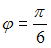 φ = π/6